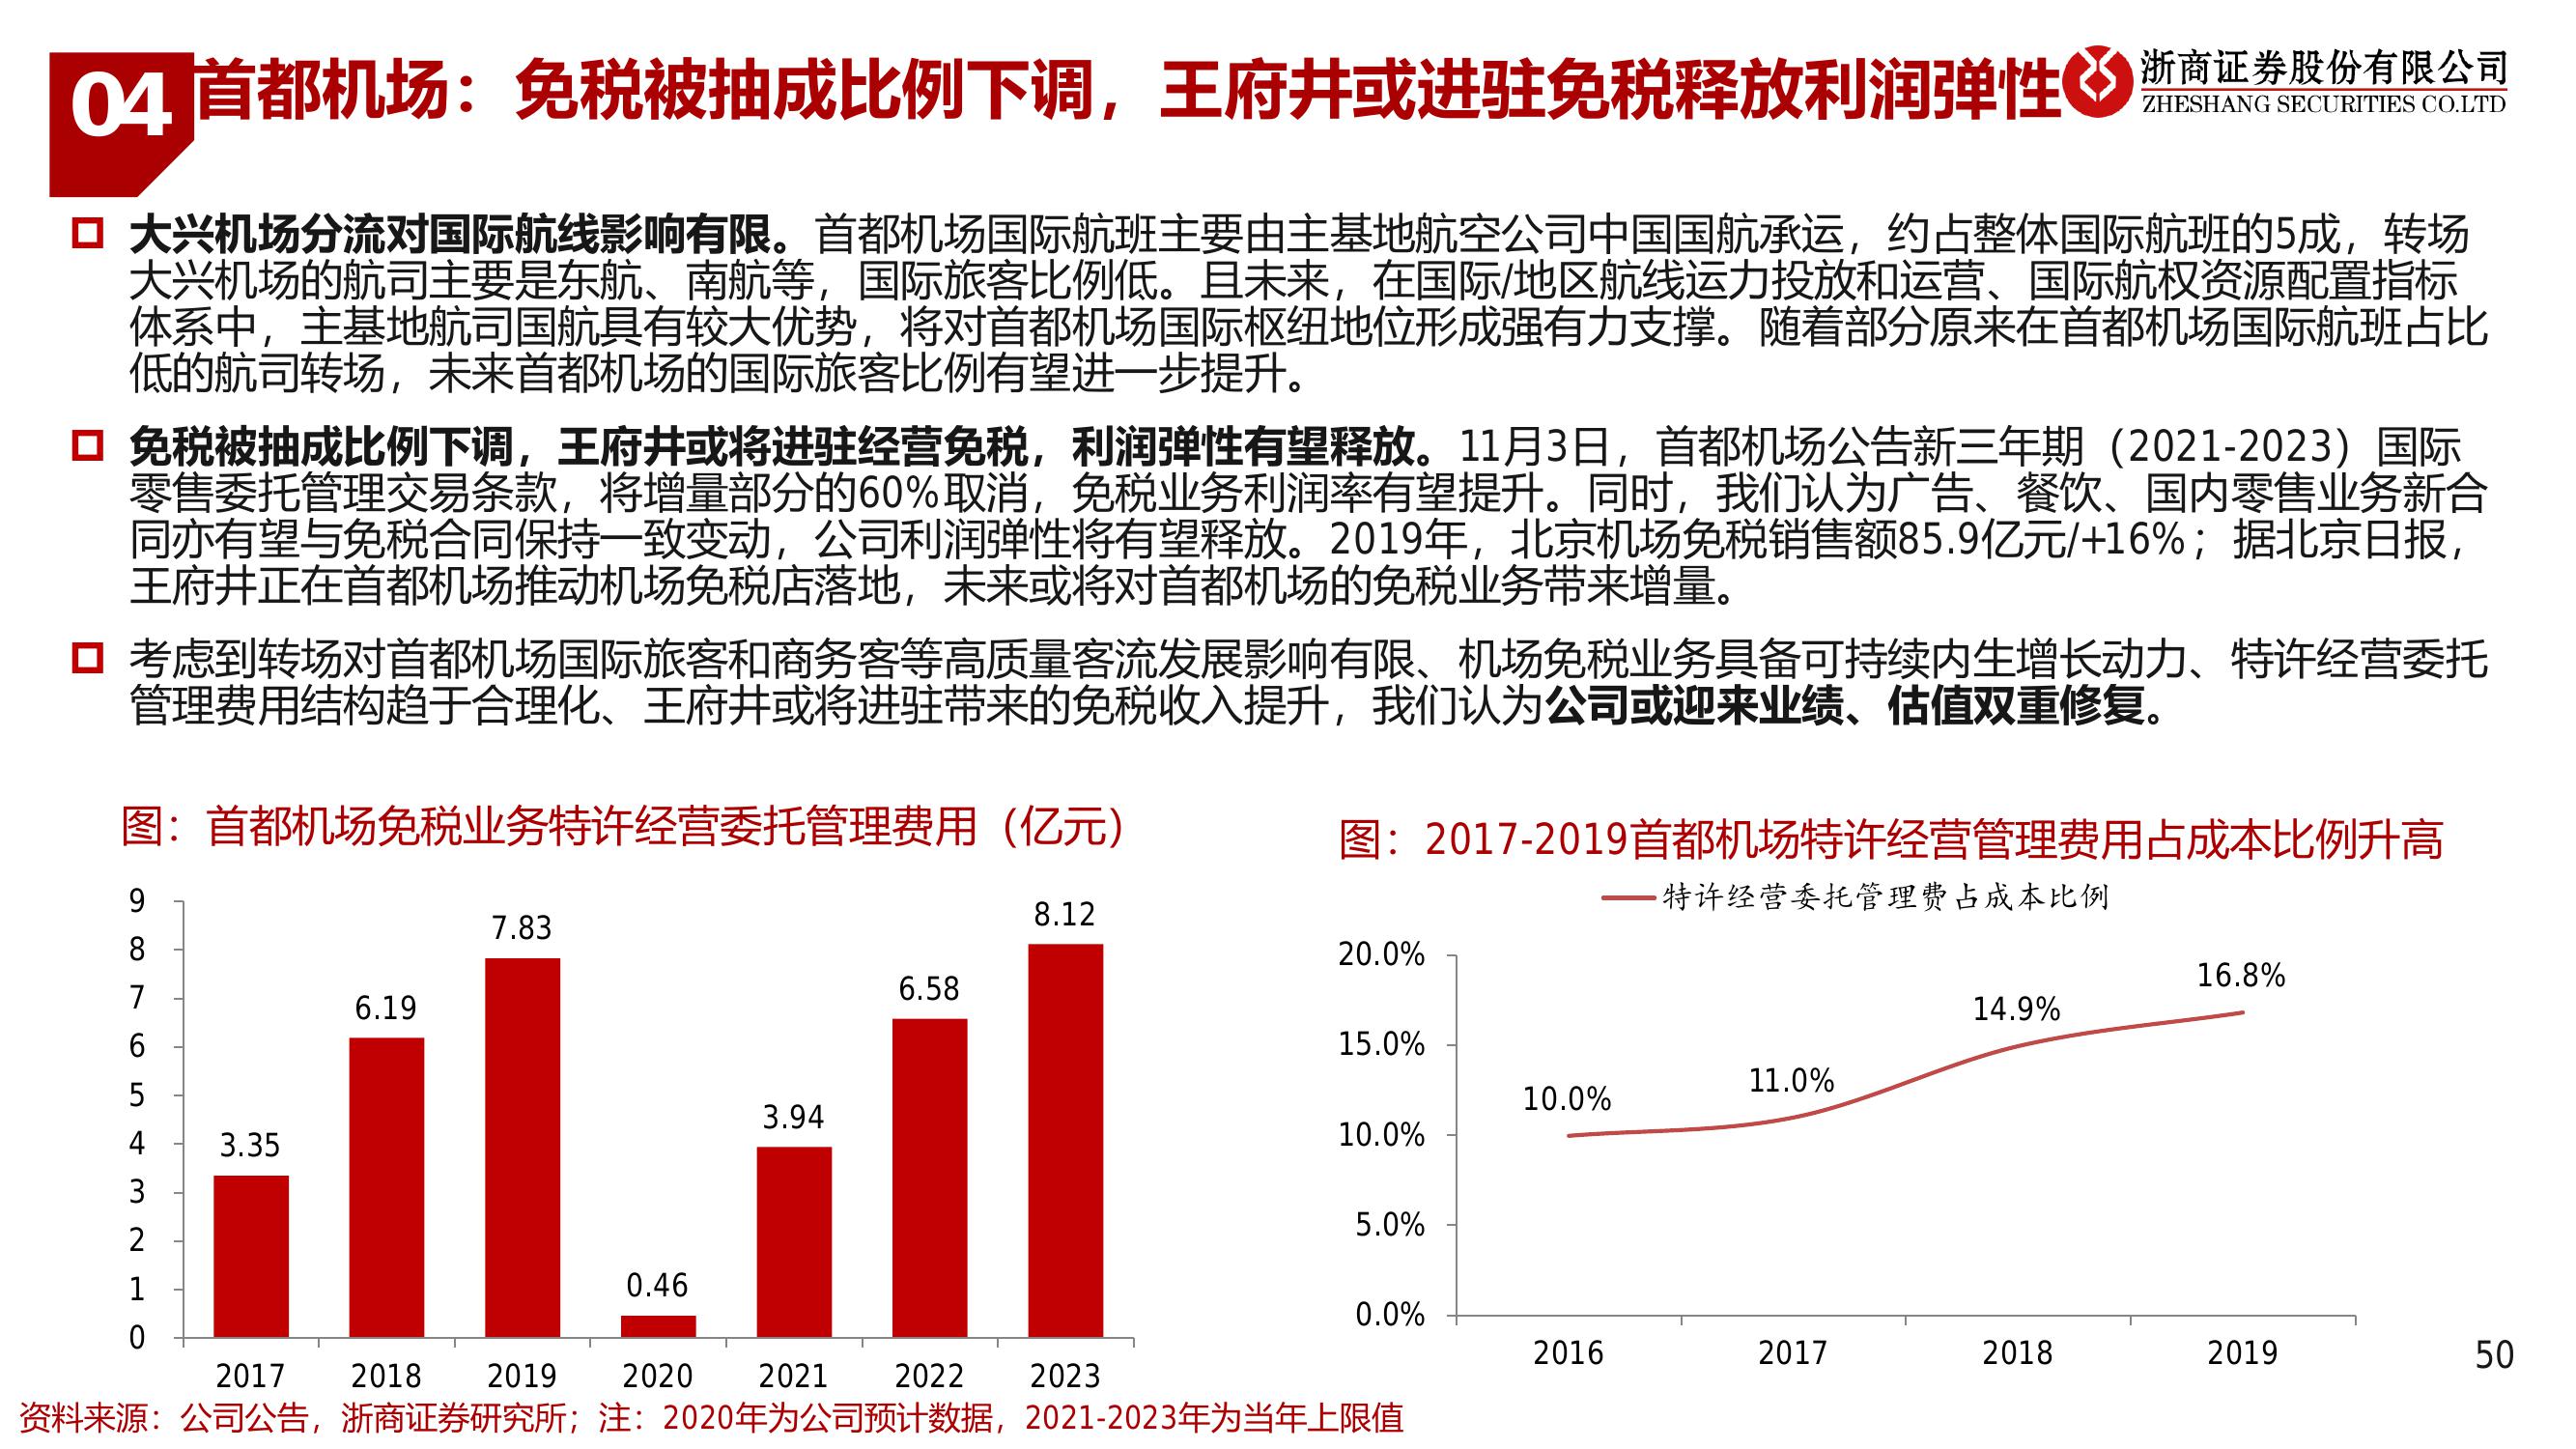 04
首都机场：免税被抽成比例下调，王府井或进驻免税释放利润弹性
浙商证券股份有限公司
ZHESHANG SECURITIES CO.LTD
大兴机场分流对国际航线影响有限。首都机场国际航班主要由主基地航空公司中国国航承运，约占整体国际航班的5成，转场
大兴机场的航司主要是东航、南航等，国际旅客比例低。且未来，在国际/地区航线运力投放和运营、国际航权资源配置指标
体系中，主基地航司国航具有较大优势，将对首都机场国际枢纽地位形成强有力支撑。随着部分原来在首都机场国际航班占比
低的航司转场，未来首都机场的国际旅客比例有望进一步提升。
免税被抽成比例下调，王府井或将进驻经营免税，利润弹性有望释放。11月3日，首都机场公告新三年期（2021-2023）国际
零售委托管理交易条款，将增量部分的60%取消，免税业务利润率有望提升。同时，我们认为广告、餐饮、国内零售业务新合
同亦有望与免税合同保持一致变动，公司利润弹性将有望释放。2019年，北京机场免税销售额85.9亿元/+16%；据北京日报，
王府井正在首都机场推动机场免税店落地，未来或将对首都机场的免税业务带来增量。
考虑到转场对首都机场国际旅客和商务客等高质量客流发展影响有限、机场免税业务具备可持续内生增长动力、特许经营委托
管理费用结构趋于合理化、王府井或将进驻带来的免税收入提升，我们认为公司或迎来业绩、估值双重修复。
图：首都机场免税业务特许经营委托管理费用（亿元）
9
8
7
6
5
4
3
2
1
0
3.35
6.19
7.83
0.46
3.94
6.58
8.12
2017 2018 2019 2020 2021 2022 2023
图：2017-2019首都机场特许经营管理费用占成本比例升高
特许经营委托管理费占成本比例
20.0%
15.0%
10.0%
5.0%
0.0%
10.0%
11.0%
14.9%
16.8%
2016 2017 2018 2019
50
资料来源：公司公告，浙商证券研究所；注：2020年为公司预计数据，2021-2023年为当年上限值